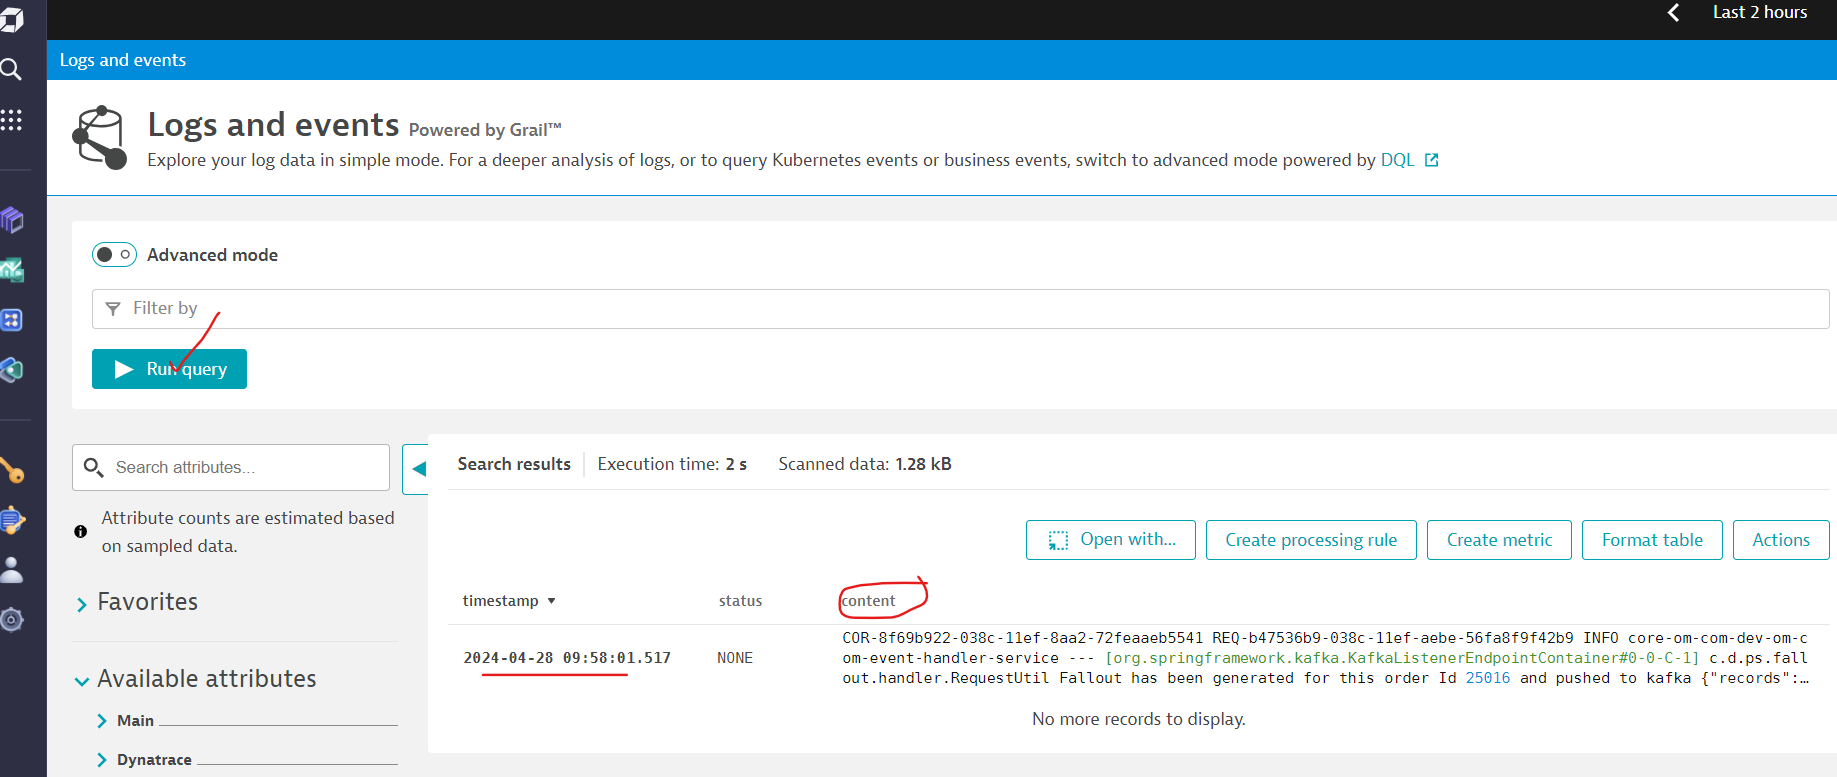 Last 2 hours
Logs and events
Logs and events Powered by Grail™
Explore your log data in simple mode. For a deeper analysis of logs, or to query Kubernetes events or business events, switch to advanced mode powered by DQL
Advanced mode
Filter by
Run query
Search attributes...
Attribute counts are estimated based
on sampled data.
Favorites
Available attributes
Main
Dynatrace
Search results Execution time: 2 s Scanned data: 1.28 kB
Open with... Create processing rule Create metric Format table Actions
timestamp status content
2024-04-28 09:58:01.517 NONE
COR-8f69b922-038c-11ef-8aa2-72feaaeb5541 REQ-b47536b9-038c-11ef-aebe-56fa8f9f42b9 INFO core-om-com-dev-om-c
om-event-handler-service --- [org.springframework.kafka.KafkaListenerEndpointContainer#0-0-C-1] c.d.ps.fall
out.handler.RequestUtil Fallout has been generated for this order Id 25016 and pushed to kafka {"records":…
No more records to display.